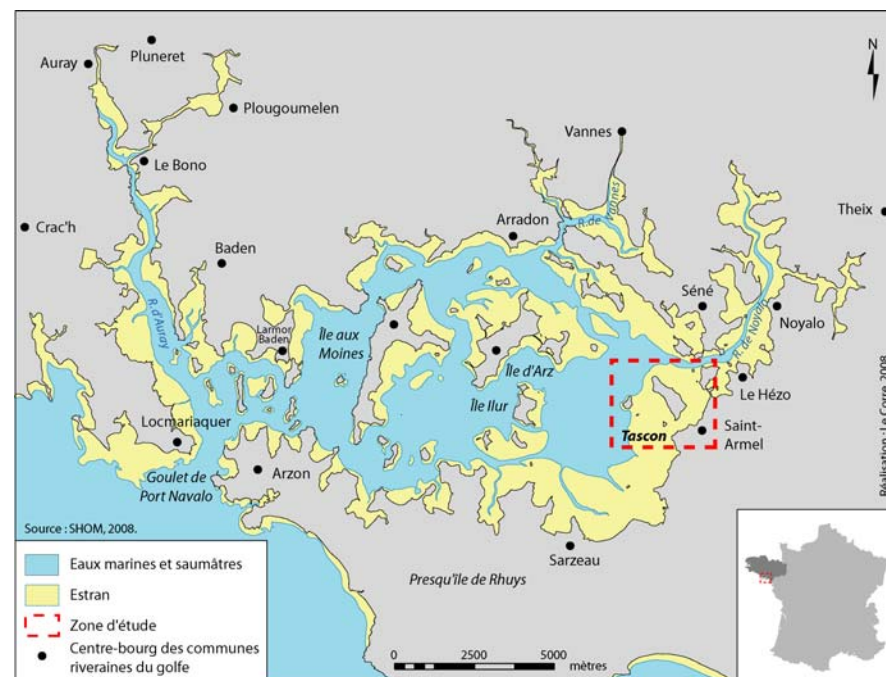 Pluneret
Auray
N
Plougoumelen
Vannes
Le Bono
R.de Vannes
Theix
Arradon
Crac'h
Baden
Séné
R.d'Auray
Noyalo
R.de Noyalo
Larmor
Baden
Île aux
Moines
Île d'Arz
Le Hézo
Île Ilur
Locmariaquer
Tascon
Saint-
Armel
Goulet de
Port Navalo
Arzon
Réalisation : Le Corre, 2008.
Source : SHOM, 2008.
Sarzeau
Eaux marines et saumâtres
Estran
Presqu'île de Rhuys
Zone d'étude
Centre-bourg des communes
riveraines du golfe
0 2500 5000
mètres